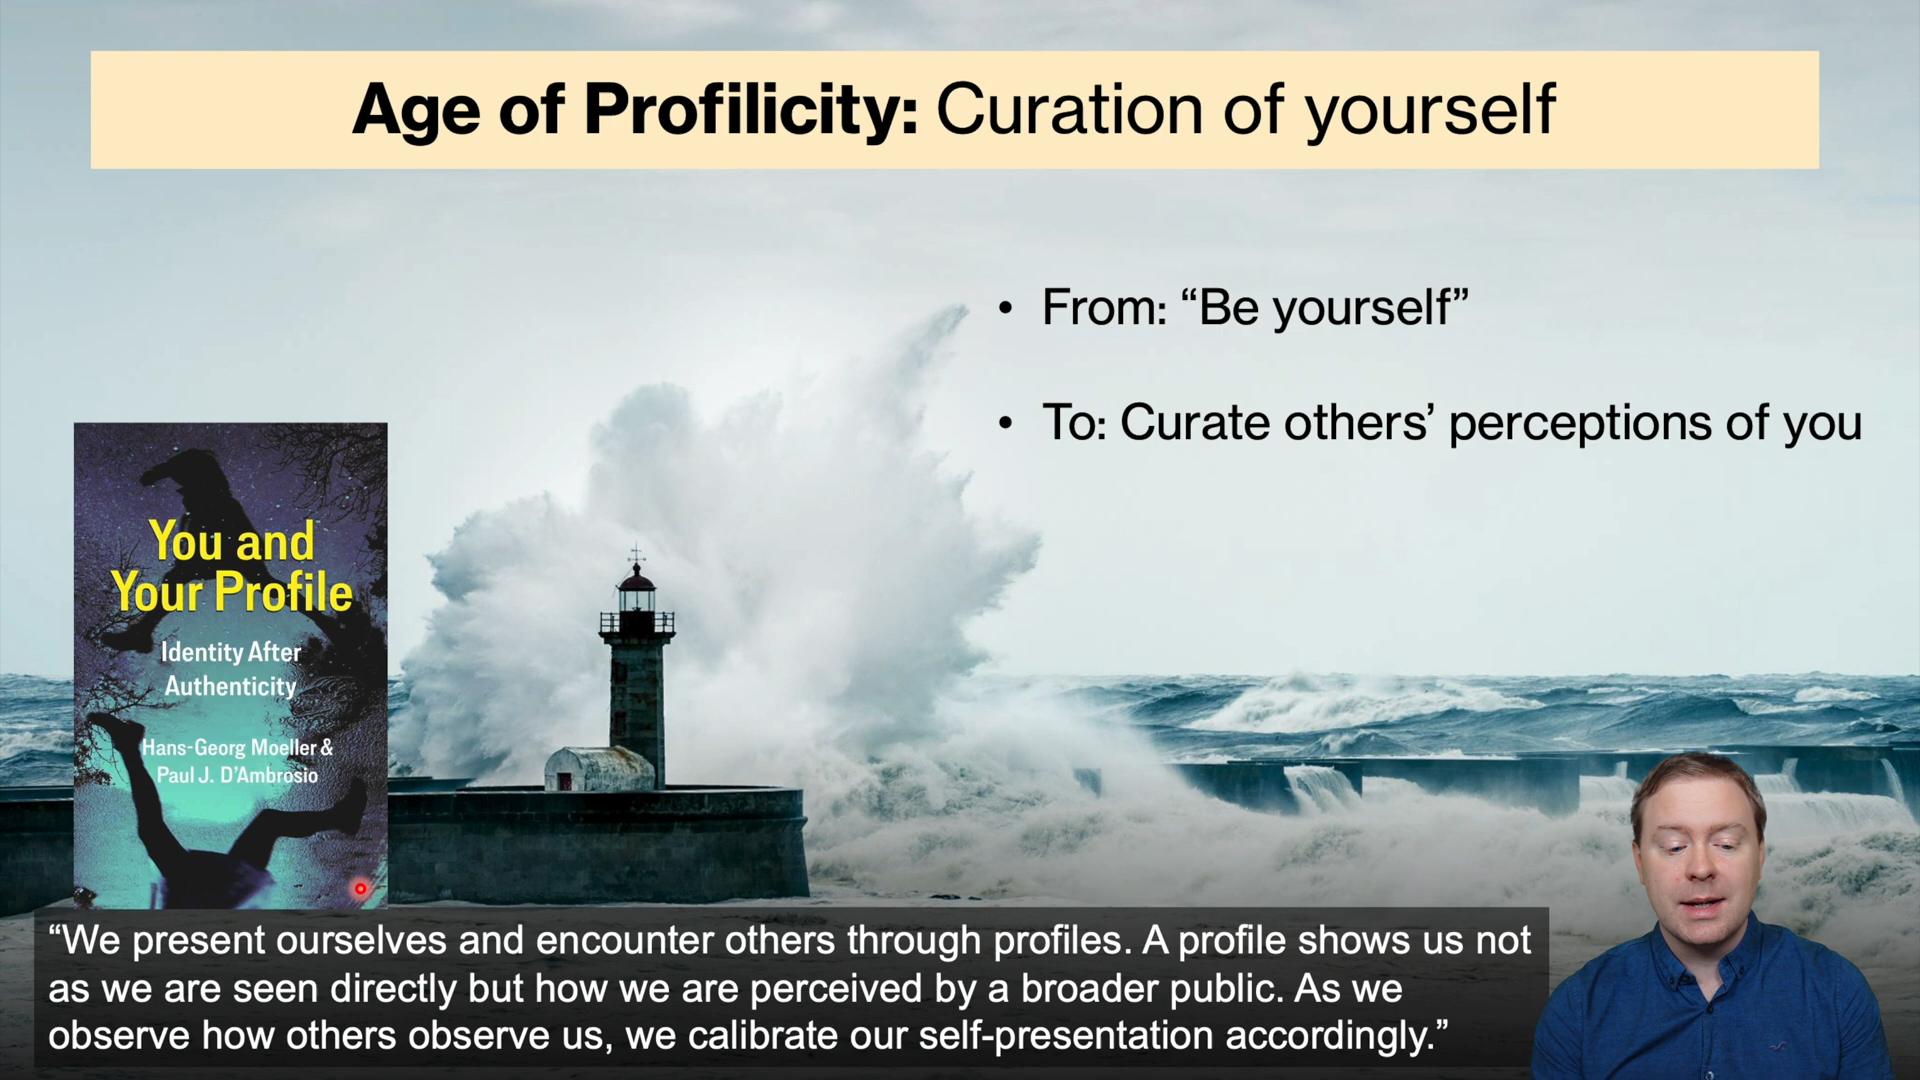 Age of Profilicity: Curation of yourself
• From: “Be yourself”
• To: Curate others’ perceptions of you
You and
Your Profile
Identity After
Authenticity
Hans-Georg Moeller &
Paul J. D’Ambrosio
“We present ourselves and encounter others through profiles. A profile shows us not
as we are seen directly but how we are perceived by a broader public. As we
observe how others observe us, we calibrate our self-presentation accordingly.”